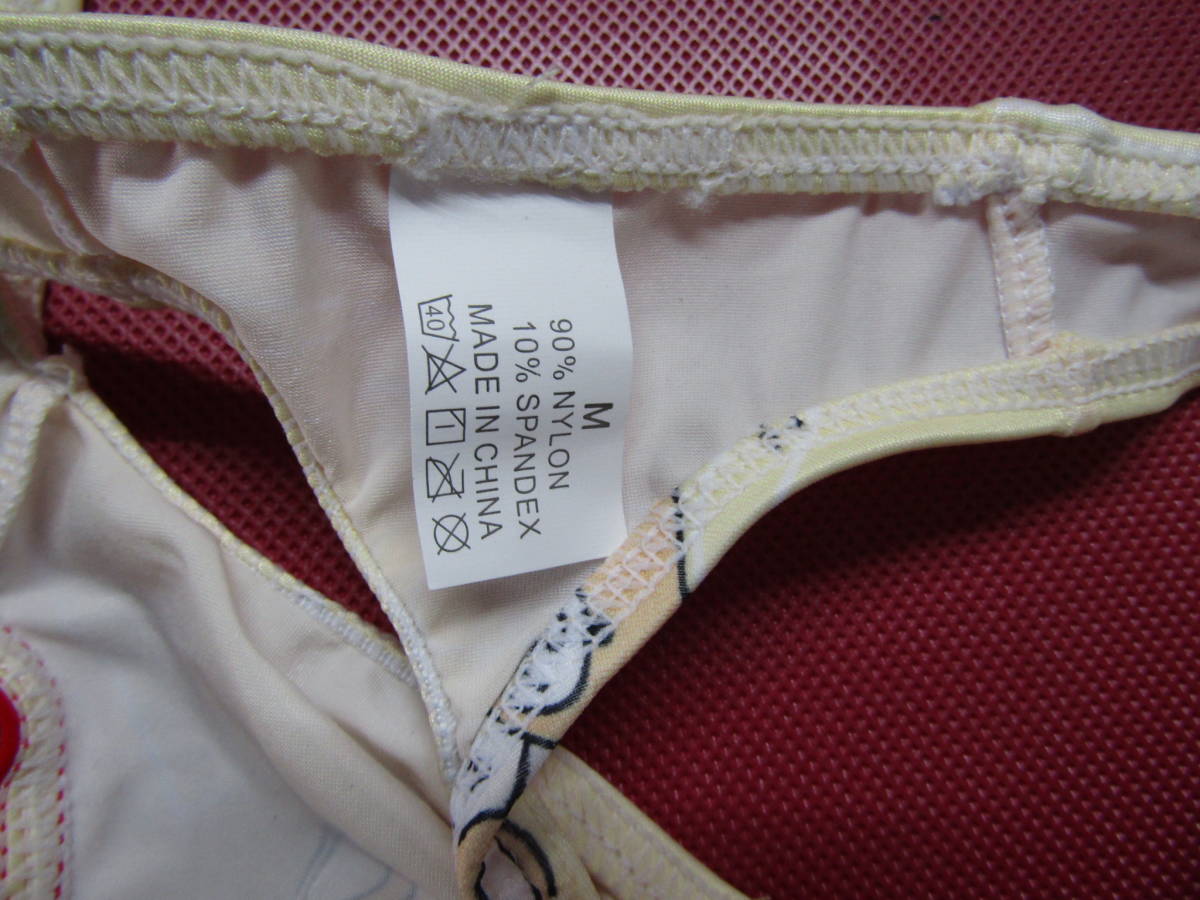 M
90% NYLON
10% SPANDEX
MADE IN CHINA
40